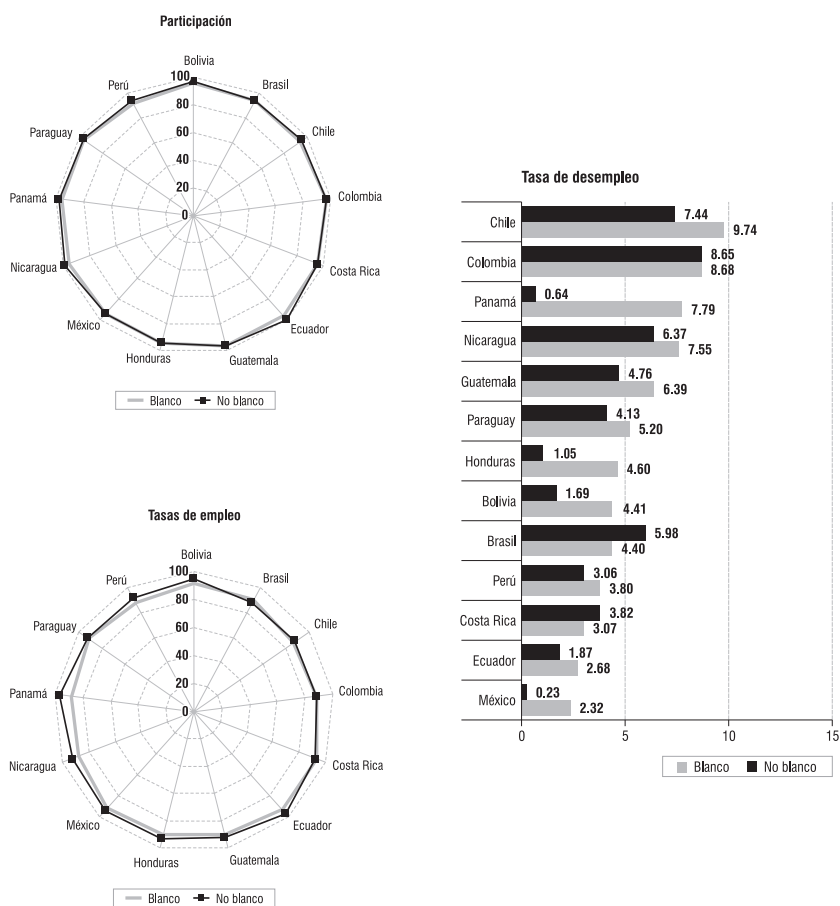 Participación
Bolivia
Brasil
Chile
Colombia
Costa Rica
Ecuador
Guatemala
Honduras
México
Nicaragua
Panamá
Paraguay
Perú
100
80
60
40
20
0
Blanco No blanco
Tasas de empleo
Bolivia
Brasil
Chile
Colombia
Costa Rica
Ecuador
Guatemala
Honduras
México
Nicaragua
Panamá
Paraguay
Perú
100
80
60
40
20
0
Blanco No blanco
Tasa de desempleo
Chile 7.44
9.74
Colombia 8.65
8.68
Panamá 0.64
7.79
Nicaragua 6.37
7.55
Guatemala 4.76
6.39
Paraguay 4.13
5.20
Honduras 1.05
4.60
Bolivia 1.69
4.41
Brasil 5.98
4.40
Perú 3.06
3.80
Costa Rica 3.82
3.07
Ecuador 1.87
2.68
México 0.23
2.32
0 5 10 15
Blanco No blanco